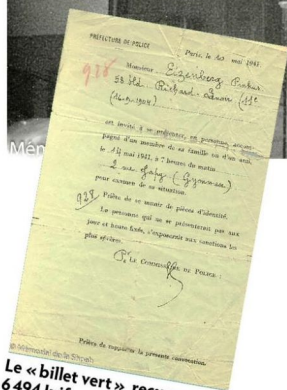 PRÉFECTURE DE POLICE
Paris, le mai 1941
928
Monsieur Eizenberg
58 bld Richard Lenoir (11e
est invité à se présenter, en personne, accom-
pagné d'un membre de sa famille ou d'un ami,
le 14 mai 1941, à 7 heures du matin,
2 rue Japy (Gymnase)
pour examen de sa situation.
928
Prière de se munir de pièces d'identité.
La personne qui ne se présenterait pas aux
jour et heure fixés, s'exposerait aux sanctions les
plus sévères.
LE COMMISSAIRE DE POLICE :
Prière de rapporter la présente convocation.
© Mémorial de la Shoah
Le « billet vert »